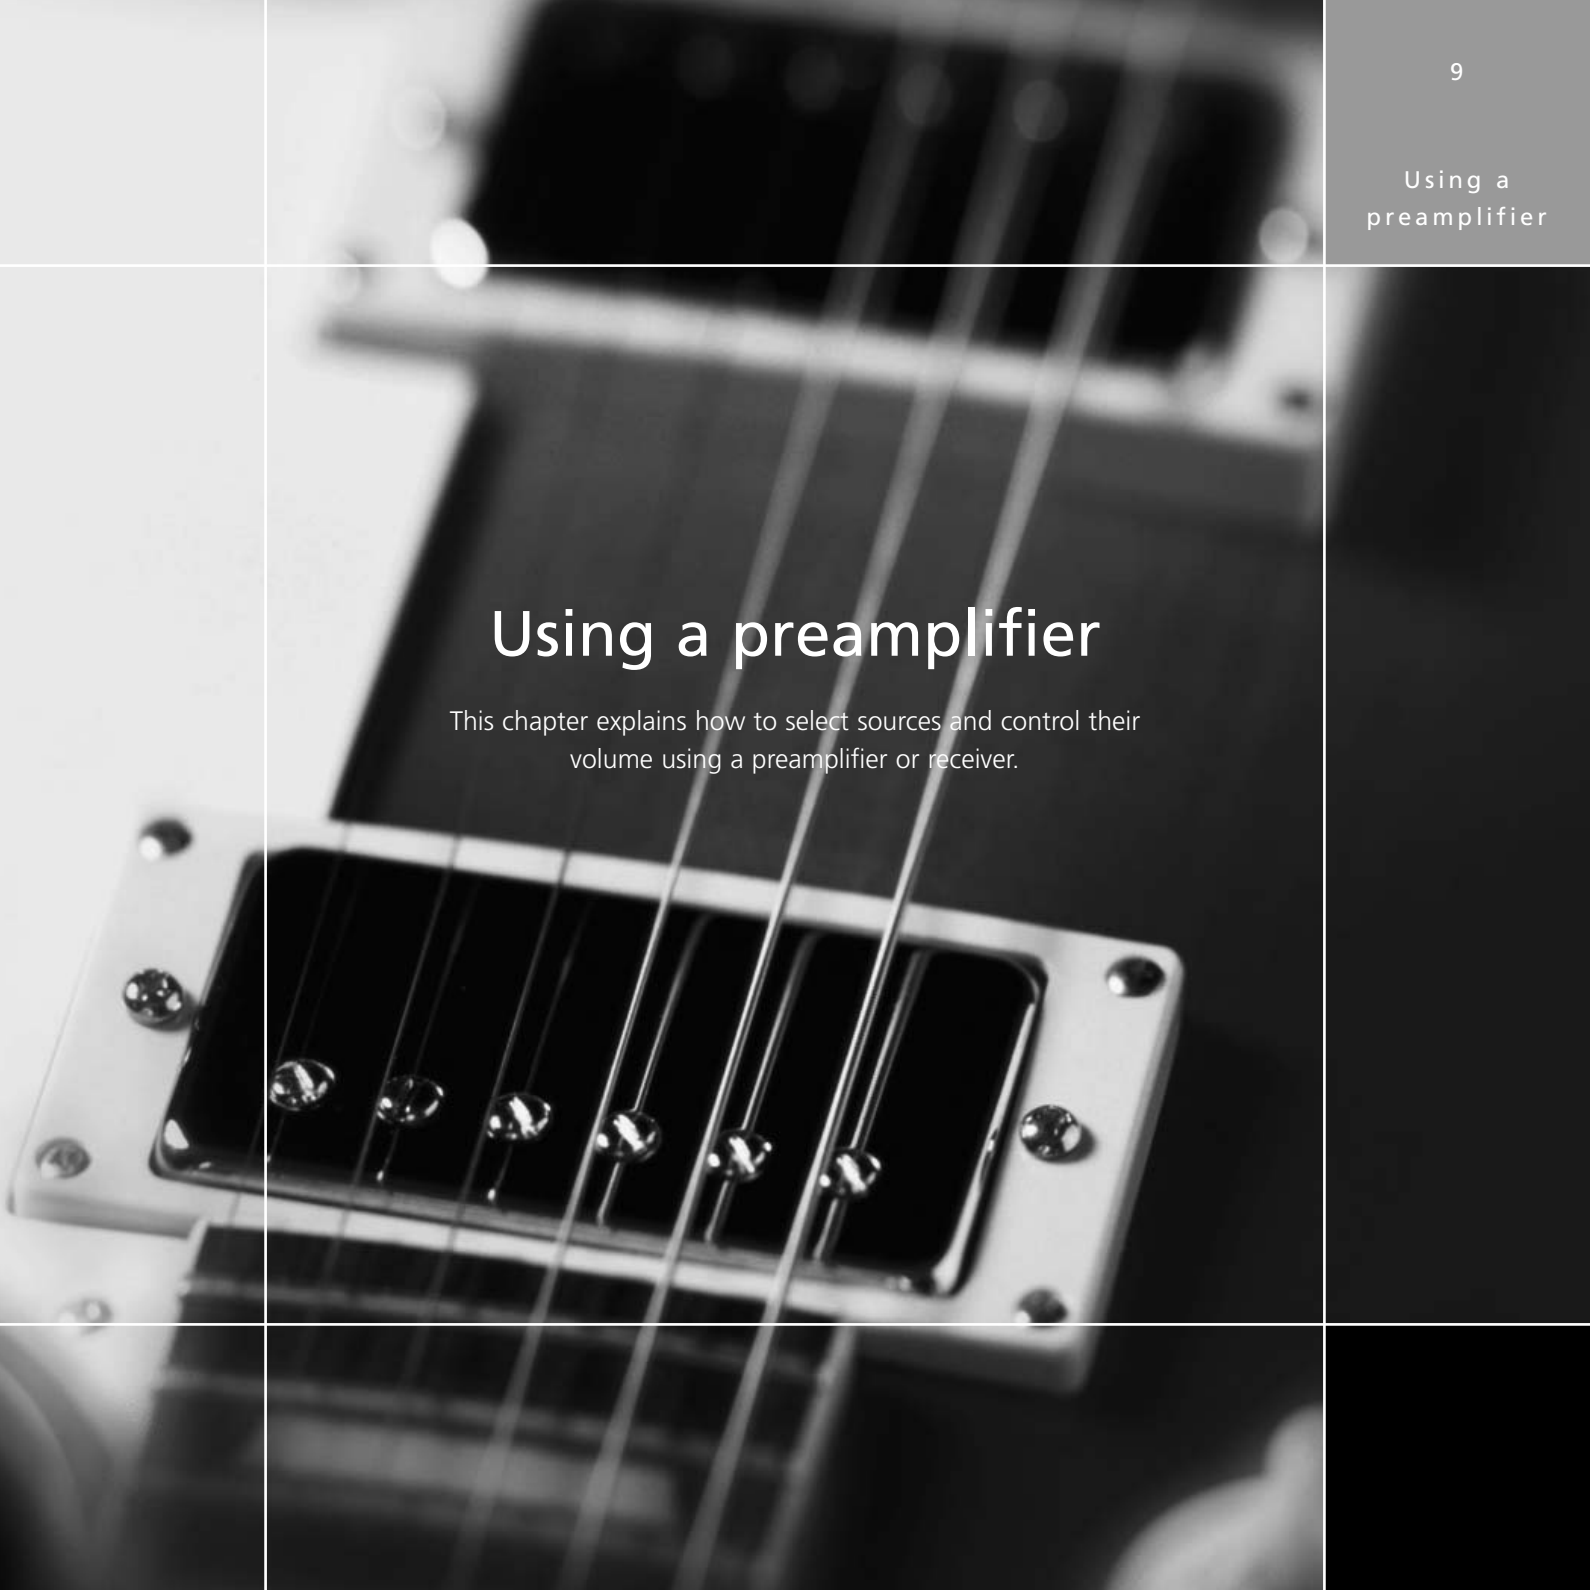 9
Using a
preamplifier
Using a preamplifier
This chapter explains how to select sources and control their
volume using a preamplifier or receiver.